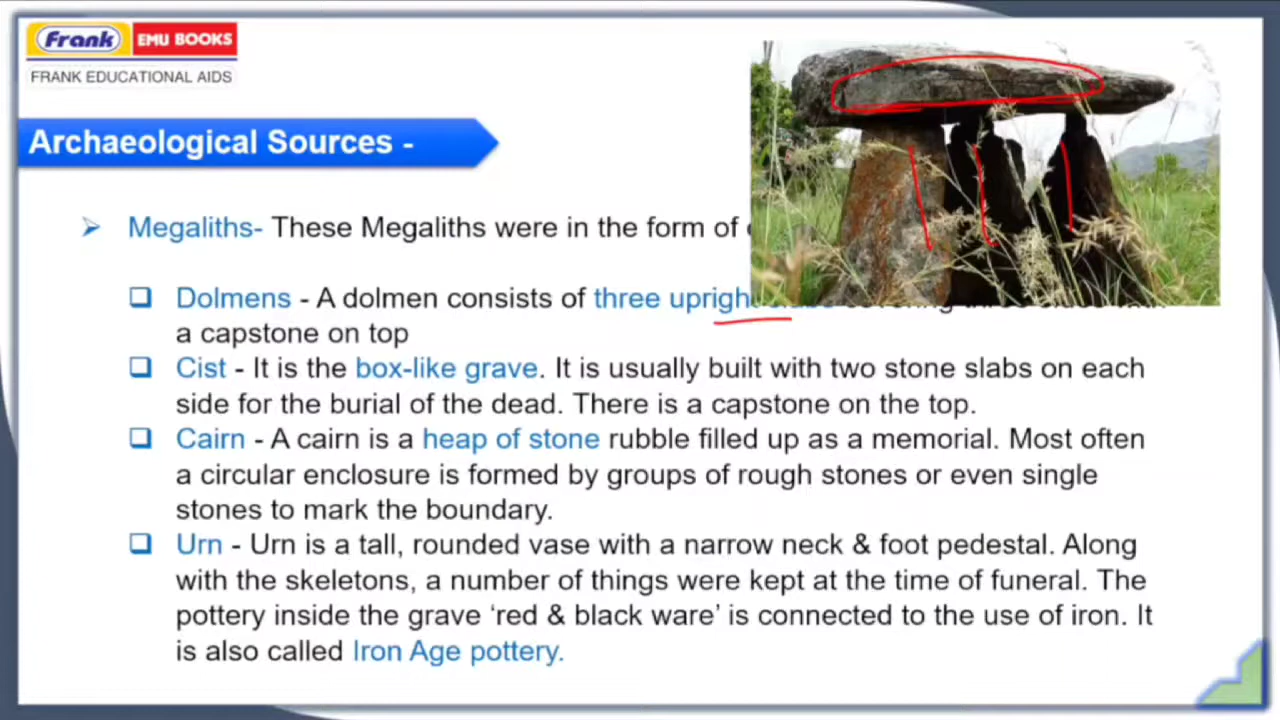 Frank EMU BOOKS
FRANK EDUCATIONAL AIDS
Archaeological Sources -
Megaliths- These Megaliths were in the form of
Dolmens - A dolmen consists of three upright
a capstone on top
Cist - It is the box-like grave. It is usually built with two stone slabs on each
side for the burial of the dead. There is a capstone on the top.
Cairn - A cairn is a heap of stone rubble filled up as a memorial. Most often
a circular enclosure is formed by groups of rough stones or even single
stones to mark the boundary.
Urn - Urn is a tall, rounded vase with a narrow neck & foot pedestal. Along
with the skeletons, a number of things were kept at the time of funeral. The
pottery inside the grave ‘red & black ware’ is connected to the use of iron. It
is also called Iron Age pottery.